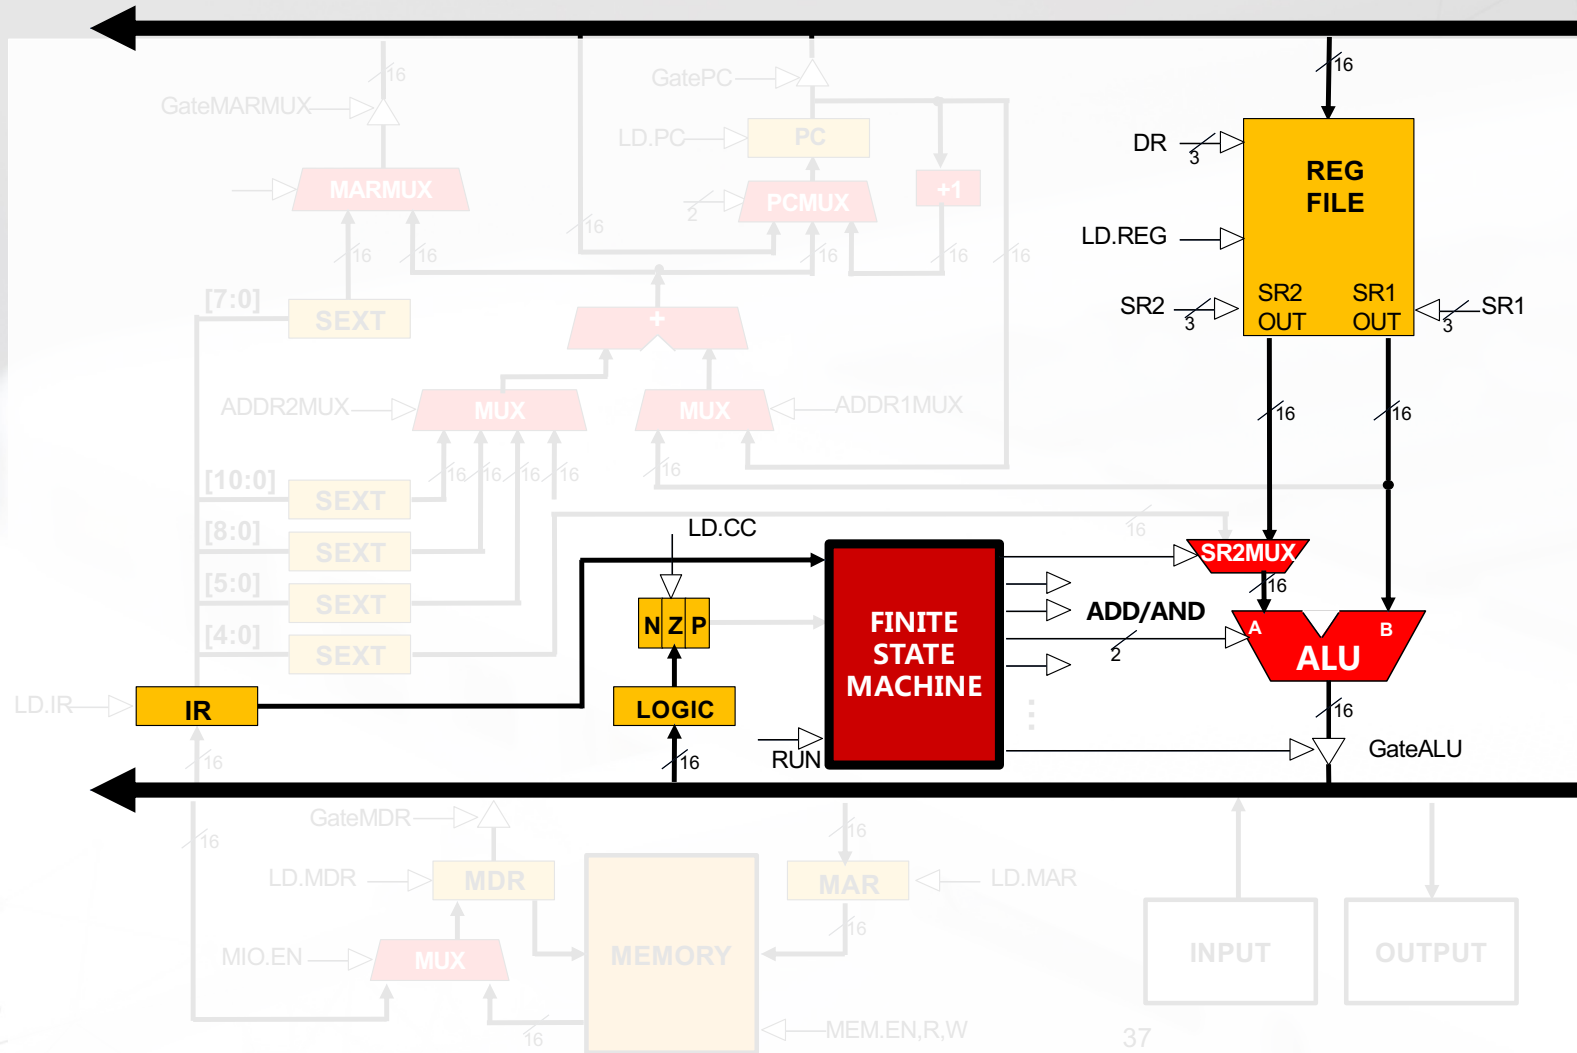 16
16
GatePC
GateMARMUX
LD.PC
PC
DR
3
REG
FILE
MARMUX
2
PCMUX
+1
LD.REG
16
16
16
16
16
16
[7:0]
SEXT
+
SR2
3
SR2
OUT
SR1
OUT
3
SR1
ADDR2MUX
MUX
MUX
ADDR1MUX
16
16
16
16
16
16
16
[10:0]
SEXT
[8:0]
SEXT
LD.CC
16
SR2MUX
16
[5:0]
SEXT
N Z P
FINITE
STATE
MACHINE
ADD/AND
2
A
B
ALU
[4:0]
SEXT
LD.IR
IR
LOGIC
16
16
16
RUN
GateALU
GateMDR
16
16
LD.MDR
MDR
MAR
LD.MAR
16
MIO.EN
MUX
MEMORY
INPUT
OUTPUT
16
MEM.EN,R,W
37